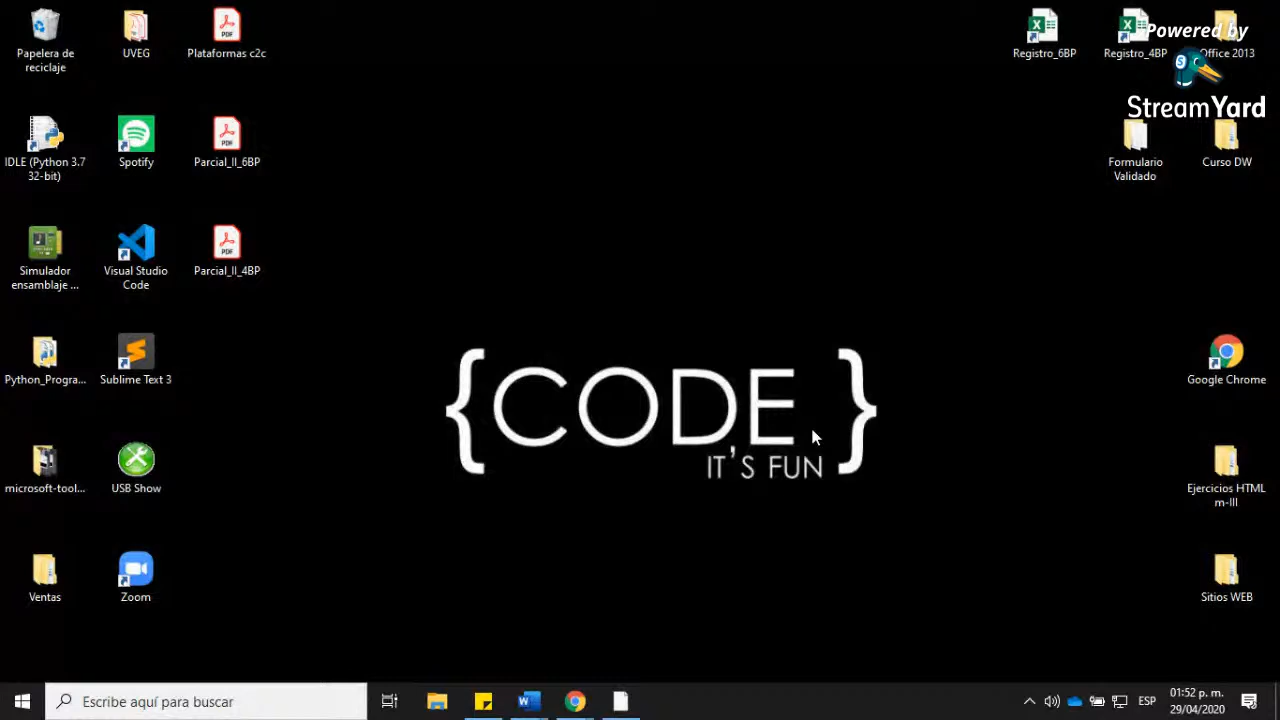 Papelera de
reciclaje
UVEG
PDF
Plataformas c2c
Registro_6BP
Registro_4BP
Office 2013
Powered by
S
StreamYard
IDLE (Python 3.7
32-bit)
Spotify
PDF
Parcial_II_6BP
Formulario
Validado
Curso DW
Simulador
ensamblaje ...
Visual Studio
Code
PDF
Parcial_II_4BP
Python_Progra...
Sublime Text 3
Google Chrome
{CODE, }
IT'S FUN
microsoft-tool...
USB Show
Ejercicios HTML
m-III
Ventas
Zoom
Sitios WEB
Escribe aquí para buscar
ESP
01:52 p. m.
29/04/2020